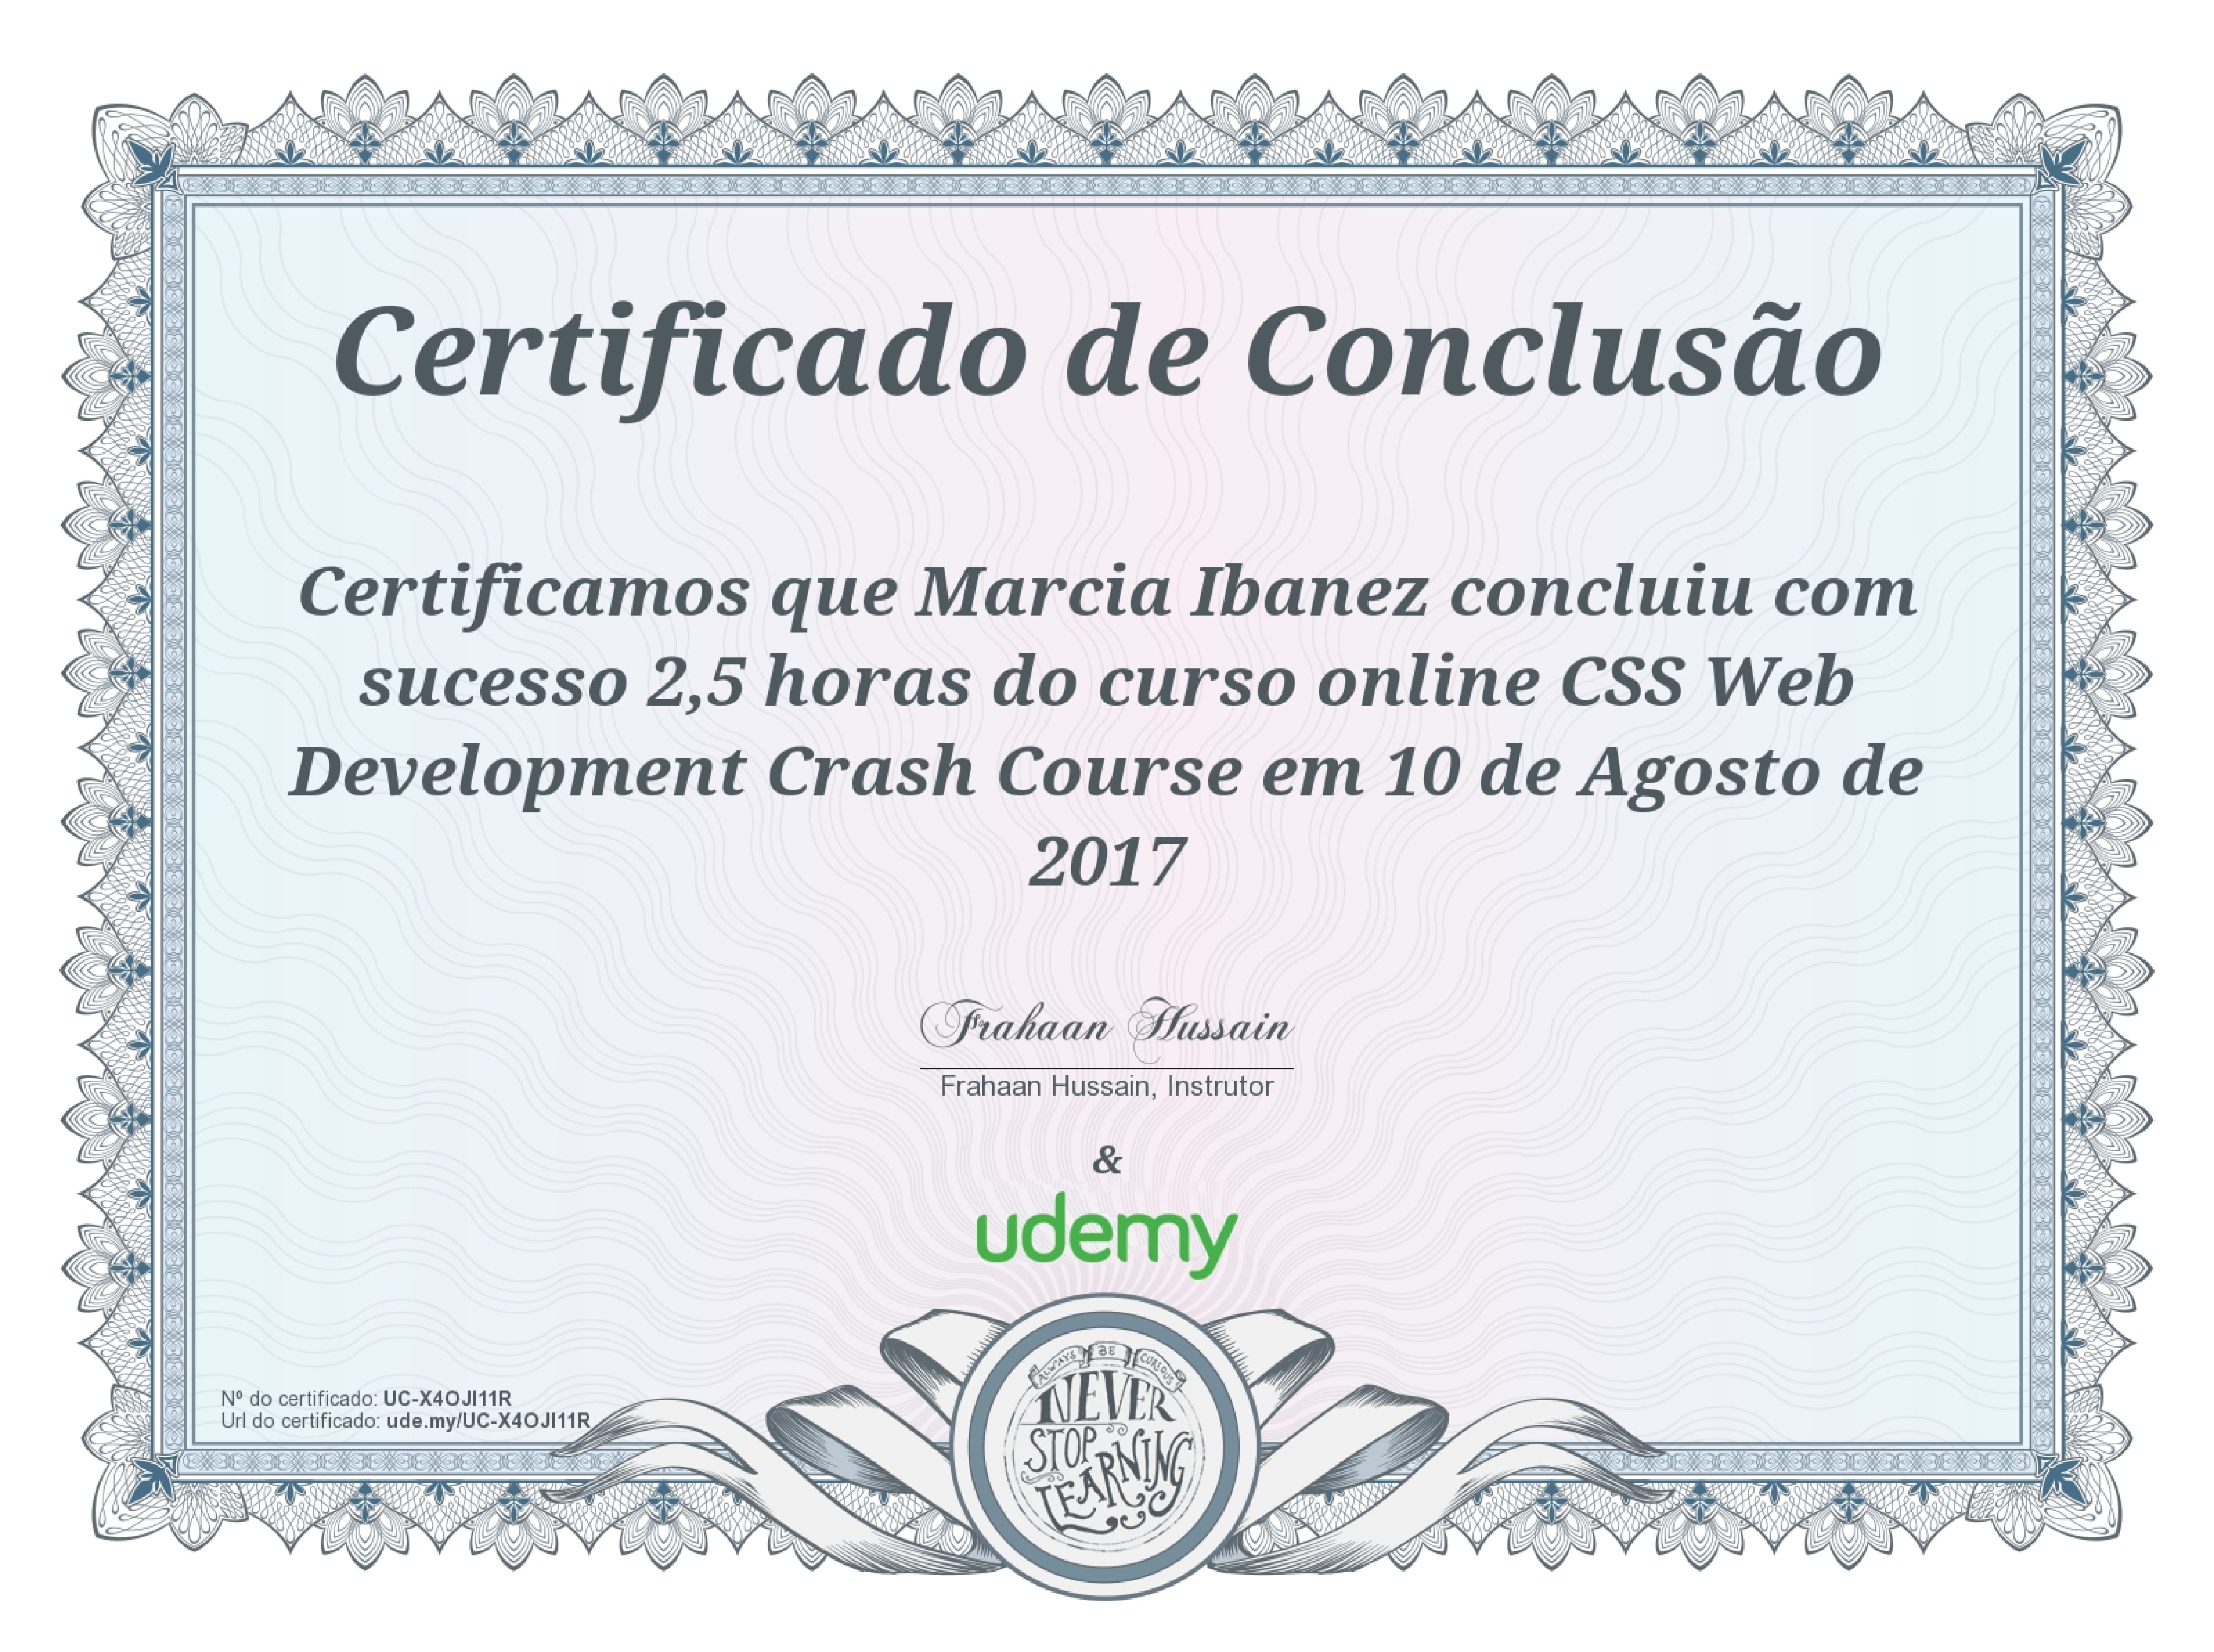 Certificado de Conclusão
Certificamos que Marcia Ibanez concluiu com
sucesso 2,5 horas do curso online CSS Web
Development Crash Course em 10 de Agosto de
2017
Frahaan Hussain
Frahaan Hussain, Instrutor
&
udemy
Nº do certificado: UC-X4OJI11R
Url do certificado: ude.my/UC-X4OJI11R
ALWAYS BE CURIOUS
NEVER
STOP
LEARNING